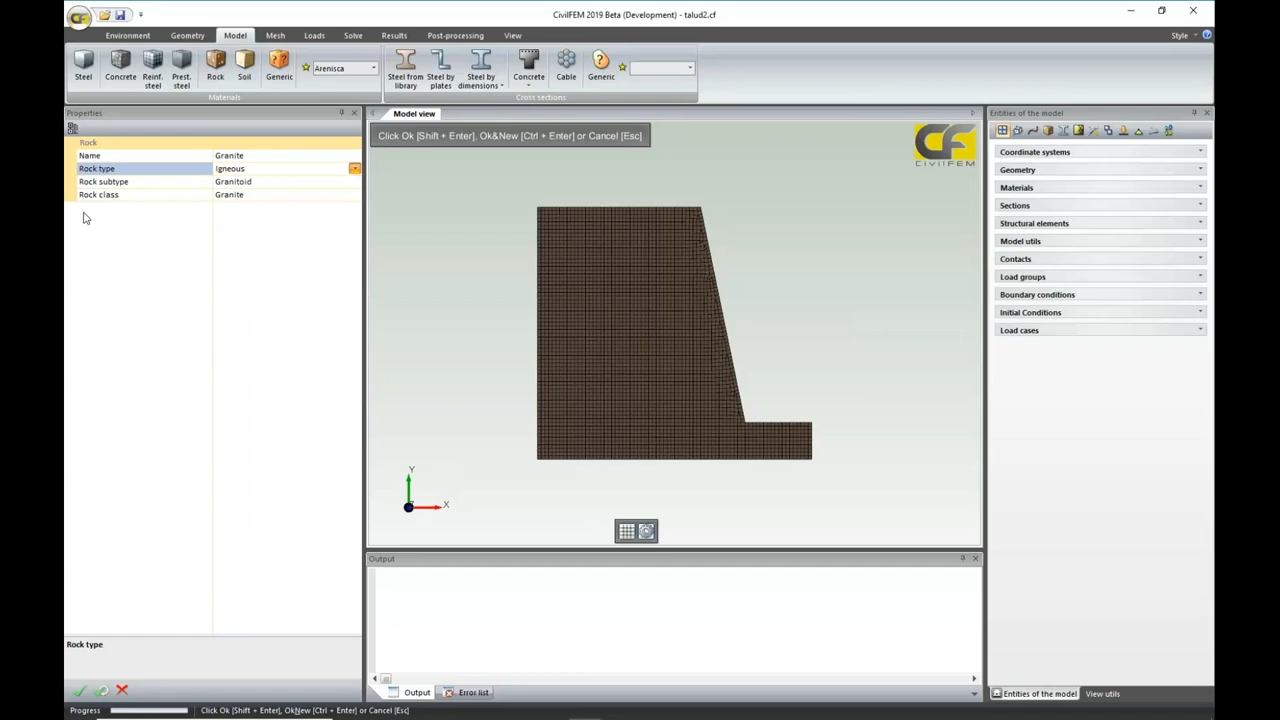 CF
CivilFEM 2019 Beta (Development) - talud2.cf
Environment Geometry Model Mesh Loads Solve Results Post-processing View
Style
Steel Concrete Reinf. steel Prest. steel Rock Soil Generic Arenisca
Steel from library Steel by plates Steel by dimensions Concrete Cable Generic
Materials Cross sections
Properties
Model view
Entities of the model
Click Ok [Shift + Enter], Ok&New [Ctrl + Enter] or Cancel [Esc]
CF
CIVILFEM
Rock
Name Granite
Rock type Igneous
Rock subtype Granitoid
Rock class Granite
Coordinate systems
Geometry
Materials
Sections
Structural elements
Model utils
Contacts
Load groups
Boundary conditions
Initial Conditions
Load cases
Y
X
Output
Rock type
Output Error list
Entities of the model View utils
Progress Click Ok [Shift + Enter], OkNew [Ctrl + Enter] or Cancel [Esc]